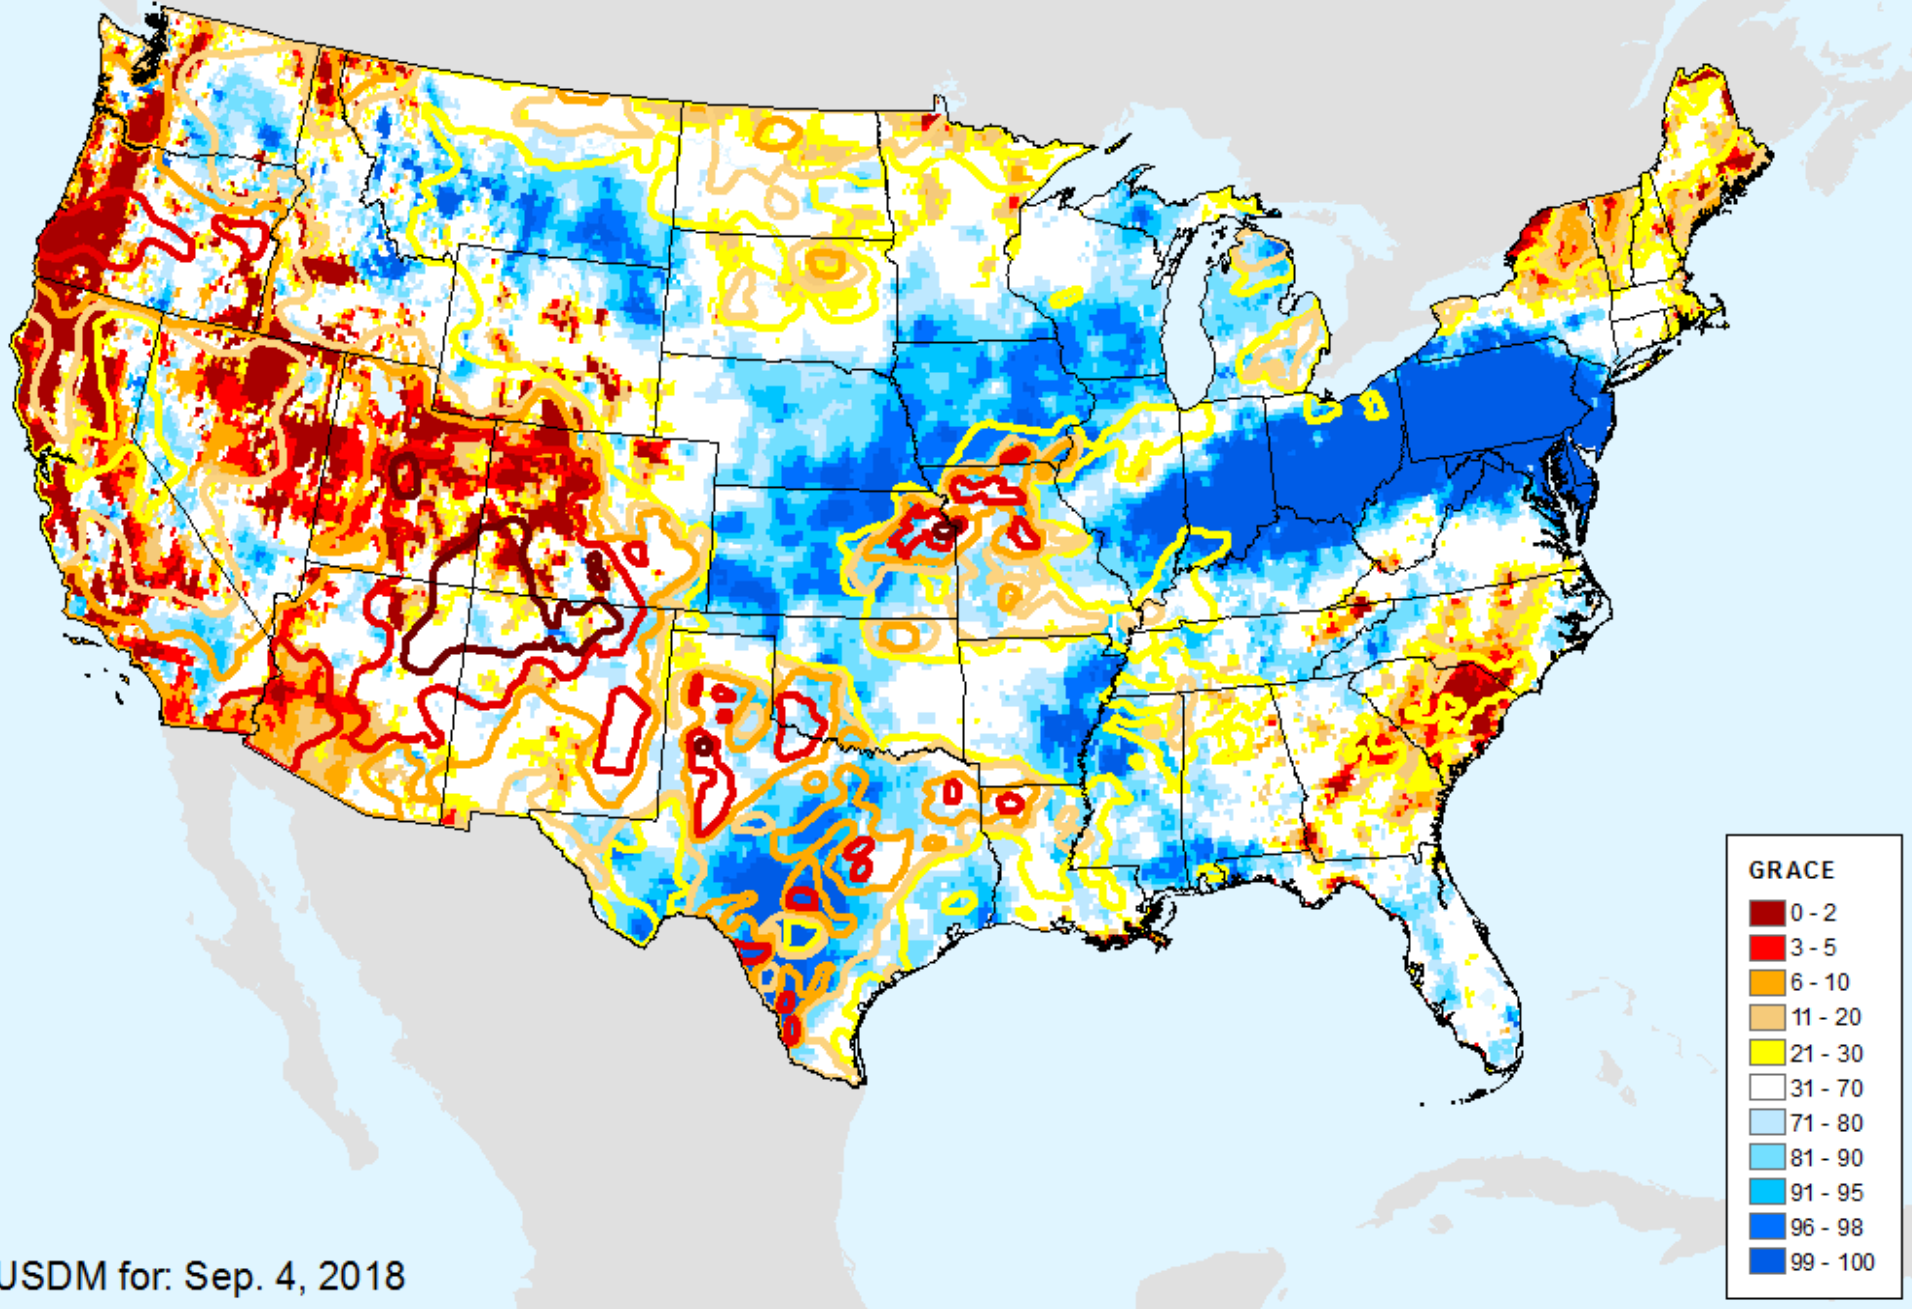 GRACE
0 - 2
3 - 5
6 - 10
11 - 20
21 - 30
31 - 70
71 - 80
81 - 90
91 - 95
96 - 98
99 - 100
USDM for: Sep. 4, 2018